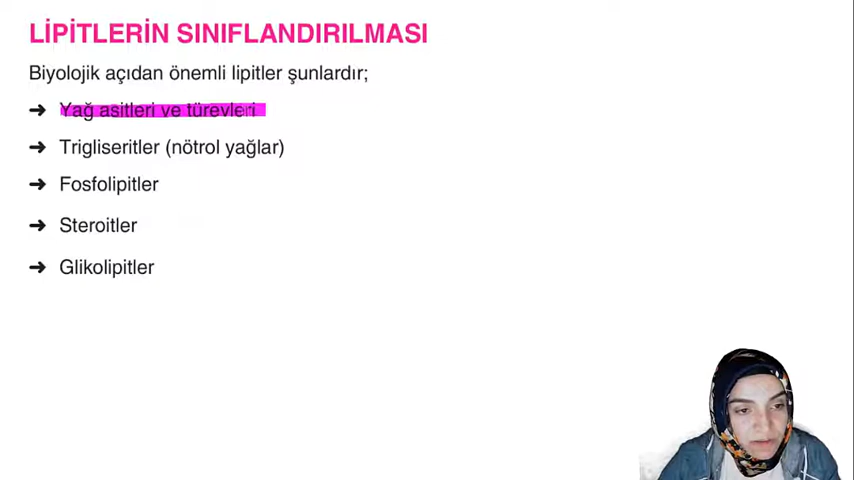 LİPİTLERİN SINIFLANDIRILMASI
Biyolojik açıdan önemli lipitler şunlardır;
➜ Yağ asitleri ve türevleri
➜ Trigliseritler (nötrol yağlar)
➜ Fosfolipitler
➜ Steroitler
➜ Glikolipitler